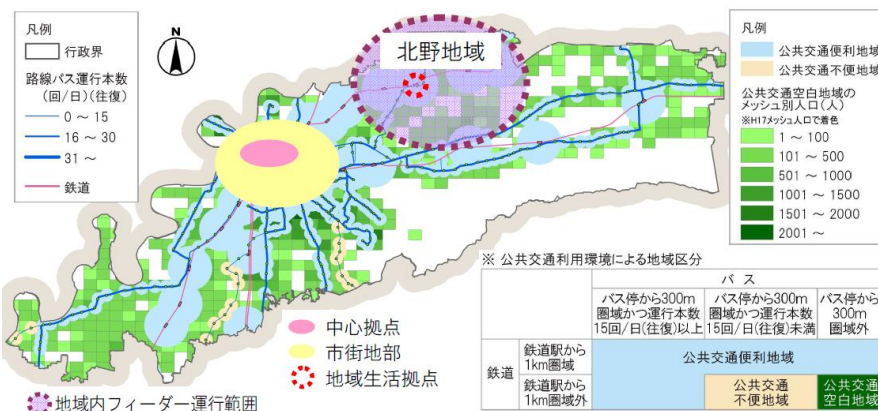 凡例
行政界
路線バス運行本数
(回/日)(往復)
0 ~ 15
16 ~ 30
31 ~
鉄道
N
北野地域
凡例
公共交通便利地域
公共交通不便地域
公共交通空白地域の
メッシュ別人口(人)
※H17メッシュ人口で着色
1 ~ 100
101 ~ 500
501 ~ 1000
1001 ~ 1500
1501 ~ 2000
2001 ~
中心拠点
市街地部
地域生活拠点
地域内フィーダー運行範囲
※ 公共交通利用環境による地域区分
バ ス
バス停から300m
圏域かつ運行本数
15回/日(往復)以上
バス停から300m
圏域かつ運行本数
15回/日(往復)未満
バス停から
300m
圏域外
鉄道
鉄道駅から
1km圏域
公共交通便利地域
鉄道駅から
1km圏域外
公共交通
不便地域
公共交通
空白地域